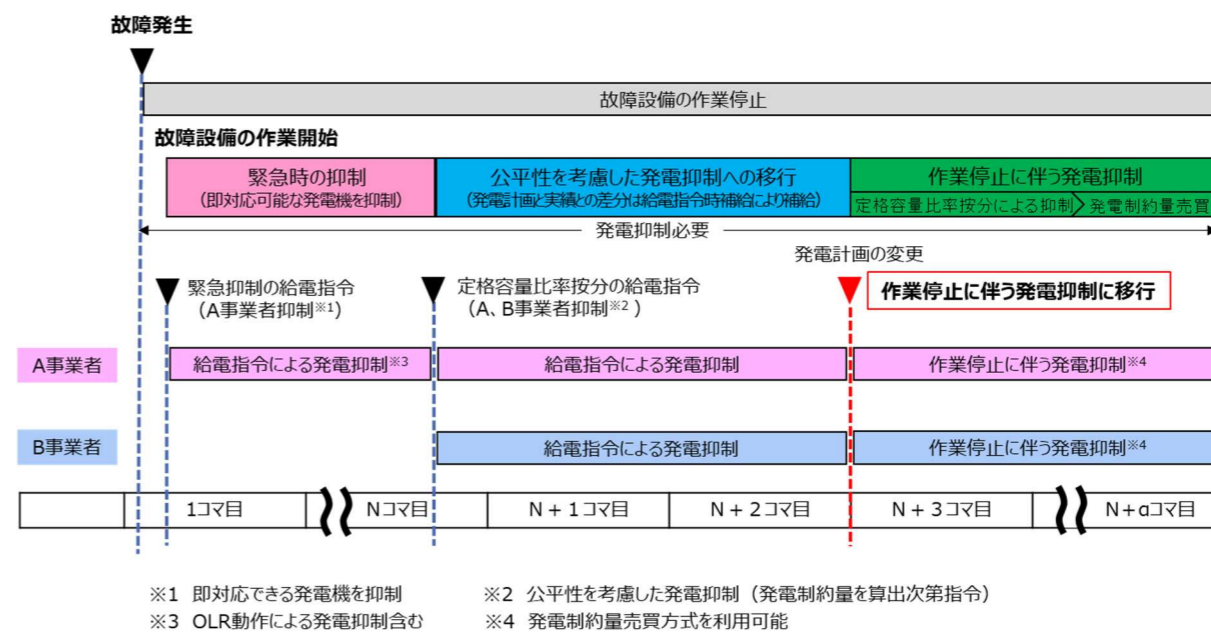 故障発生
故障設備の作業停止
故障設備の作業開始
緊急時の抑制
(即対応可能な発電機を抑制)
公平性を考慮した発電抑制への移行
(発電計画と実績との差分は給電指令時補給により補給)
作業停止に伴う発電抑制
定格容量比率按分による抑制
発電制約量売買
発電抑制必要
発電計画の変更
緊急抑制の給電指令
(A事業者抑制※1)
定格容量比率按分の給電指令
(A、B事業者抑制※2 )
作業停止に伴う発電抑制に移行
A事業者
給電指令による発電抑制※3
給電指令による発電抑制
作業停止に伴う発電抑制※4
B事業者
給電指令による発電抑制
作業停止に伴う発電抑制※4
1コマ目
Nコマ目
N+1コマ目
N+2コマ目
N+3コマ目
N+αコマ目
※1 即対応できる発電機を抑制
※2 公平性を考慮した発電抑制(発電制約量を算出次第指令)
※3 OLR動作による発電抑制含む
※4 発電制約量売買方式を利用可能